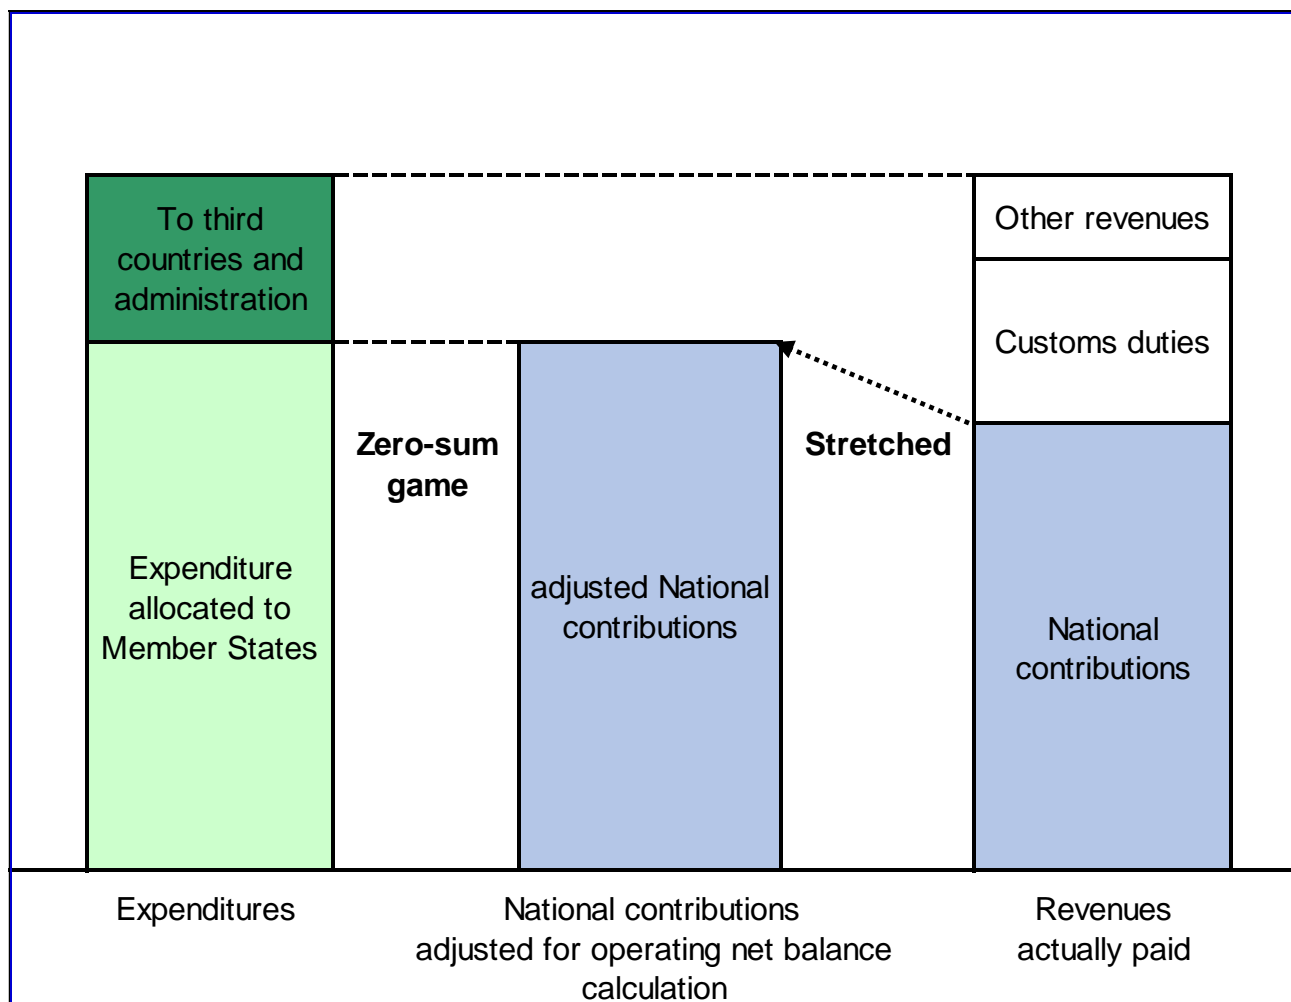 To third
countries and
administration
Other revenues
Customs duties
Zero-sum
game
Stretched
Expenditure
allocated to
Member States
adjusted National
contributions
National
contributions
Expenditures
National contributions
adjusted for operating net balance
calculation
Revenues
actually paid